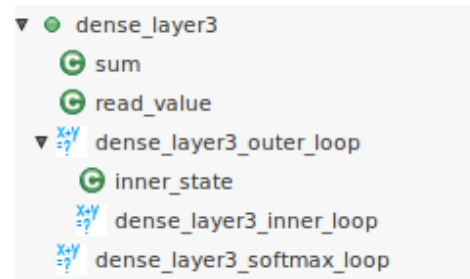 dense_layer3
G sum
G read_value
X+Y
=? dense_layer3_outer_loop
G inner_state
X+Y
=? dense_layer3_inner_loop
X+Y
=? dense_layer3_softmax_loop